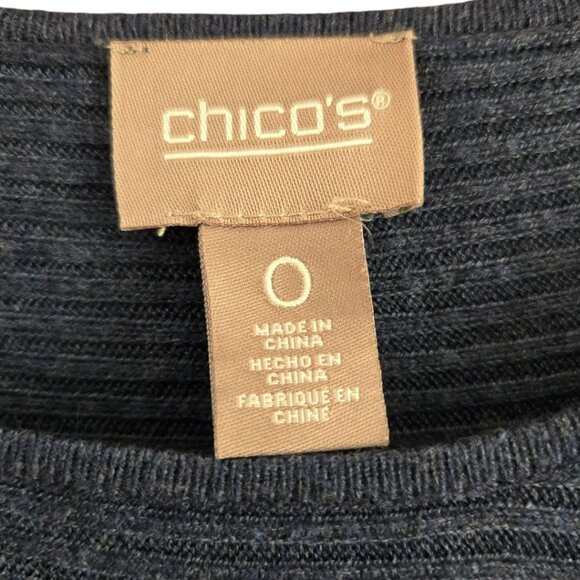 chico's®
0
MADE IN
CHINA
HECHO EN
CHINA
FABRIQUÉ EN
CHINE